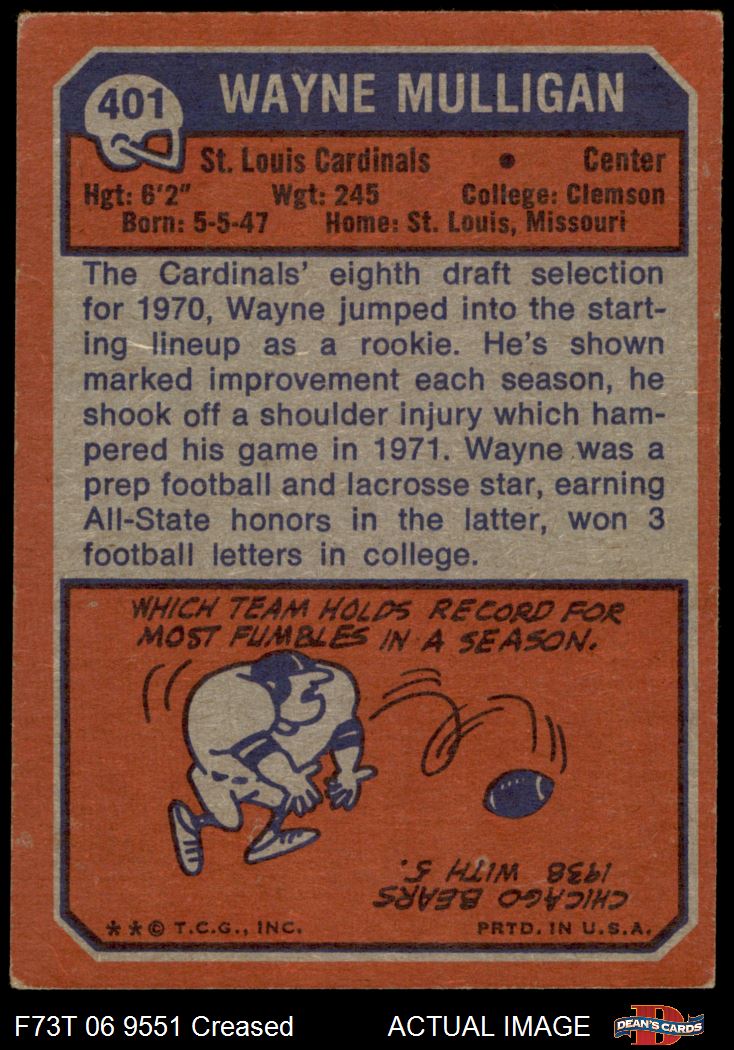 401
WAYNE MULLIGAN
St. Louis Cardinals • Center
Hgt: 6'2" Wgt: 245 College: Clemson
Born: 5-5-47 Home: St. Louis, Missouri
The Cardinals' eighth draft selection
for 1970, Wayne jumped into the start-
ing lineup as a rookie. He's shown
marked improvement each season, he
shook off a shoulder injury which ham-
pered his game in 1971. Wayne was a
prep football and lacrosse star, earning
All-State honors in the latter, won 3
football letters in college.
WHICH TEAM HOLDS RECORD FOR
MOST FUMBLES IN A SEASON.
CHICAGO BEARS
1938 WITH 5.
** © T.C.G., INC. PRTD. IN U.S.A.
F73T 06 9551 Creased ACTUAL IMAGE
D
DEAN'S CARDS